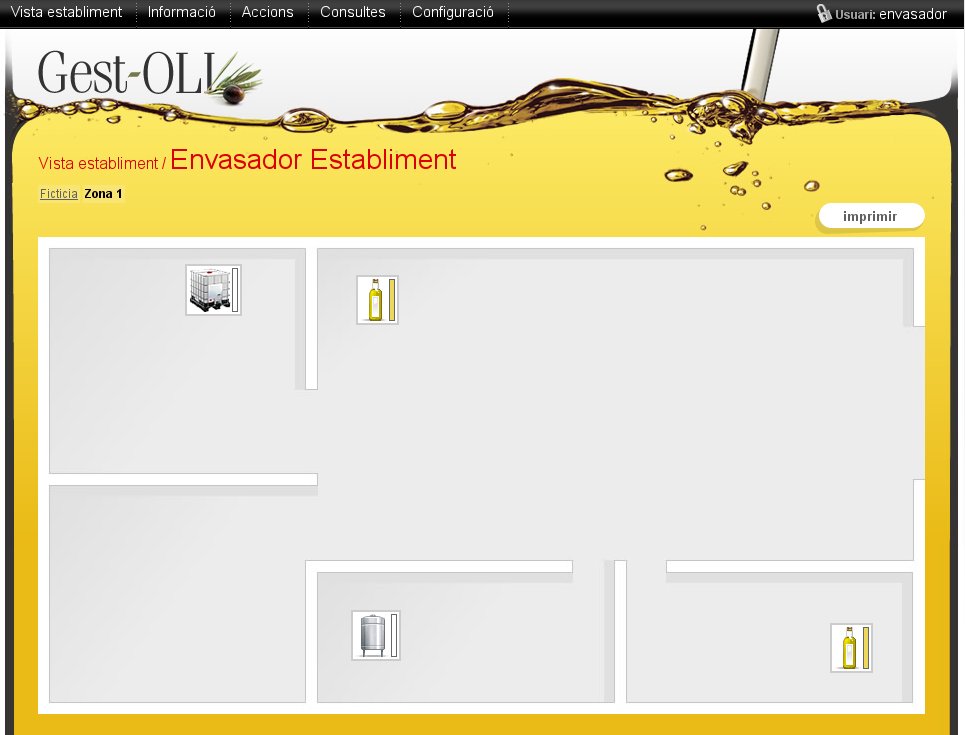 Vista establiment Informació Accions Consultes Configuració Usuari: envasador
Gest-OLI
Vista establiment / Envasador Establiment
Ficticia Zona 1
imprimir